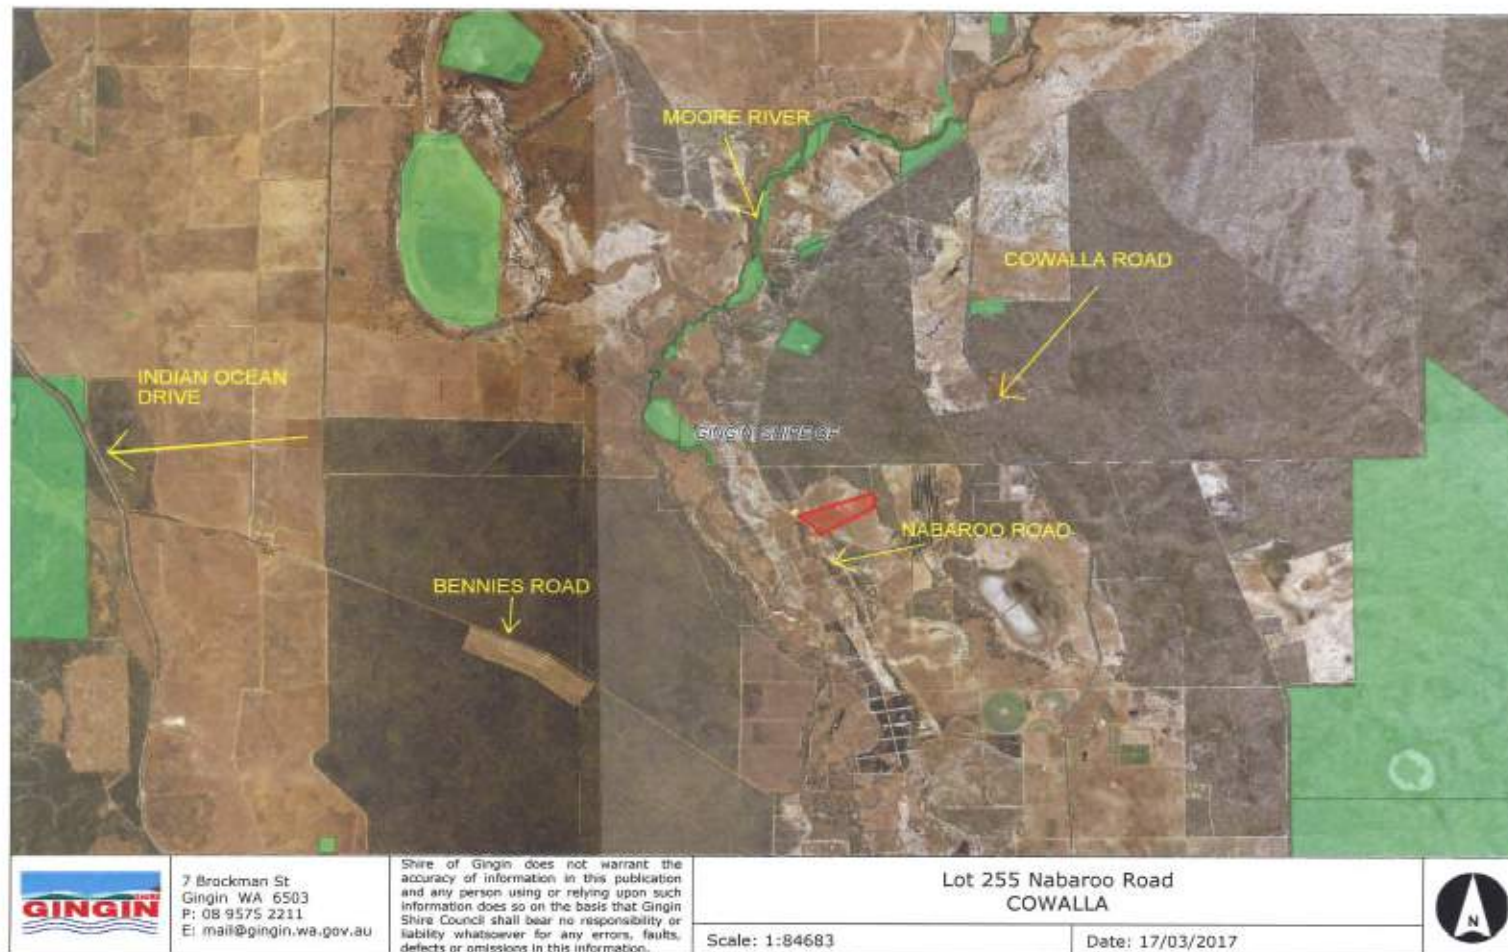 MOORE RIVER
COWALLA ROAD
INDIAN OCEAN
DRIVE
GINGIN, SHIRE OF
NABAROO ROAD
BENNIES ROAD
SHIRE
GINGIN
7 Brockman St
Gingin WA 6503
P: 08 9575 2211
E: mail@gingin.wa.gov.au
Shire of Gingin does not warrant the
accuracy of information in this publication
and any person using or relying upon such
information does so on the basis that Gingin
Shire Council shall bear no responsibility or
liability whatsoever for any errors, faults,
defects or omissions in this information.
Lot 255 Nabaroo Road
COWALLA
Scale: 1:84683
Date: 17/03/2017
N